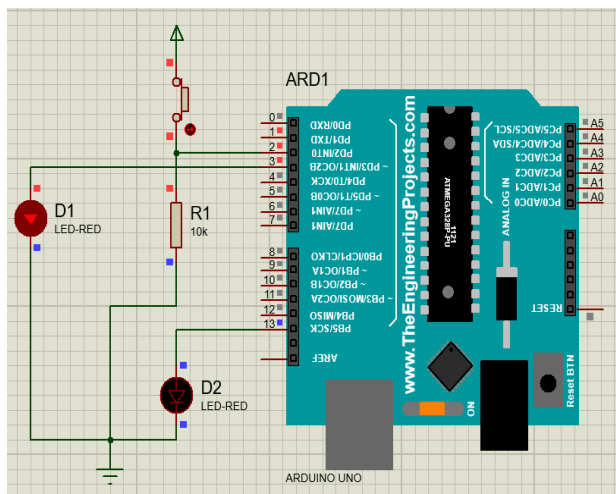 ARD1
0
1
2
3
4
5
6
7
PD0/RXD
PD1/TXD
PD2/INT0
~ PD3/INT1/OC2B
PD4/T0/XCK
~ PD5/T1/OC0B
~ PD6/AIN0
PD7/AIN1
8
9
10
11
12
13
PB0/ICP1/CLKO
~ PB1/OC1A
~ PB2/OC1B
~ PB3/MOSI/OC2A
PB4/MISO
PB5/SCK
AREF
www.TheEngineeringProjects.com
ATMEGA328P-PU
1121
ANALOG IN
PC5/ADC5/SCL
PC4/ADC4/SDA
PC3/ADC3
PC2/ADC2
PC1/ADC1
PC0/ADC0
A5
A4
A3
A2
A1
A0
RESET
Reset BTN
ON
ARDUINO UNO
D1
LED-RED
R1
10k
D2
LED-RED